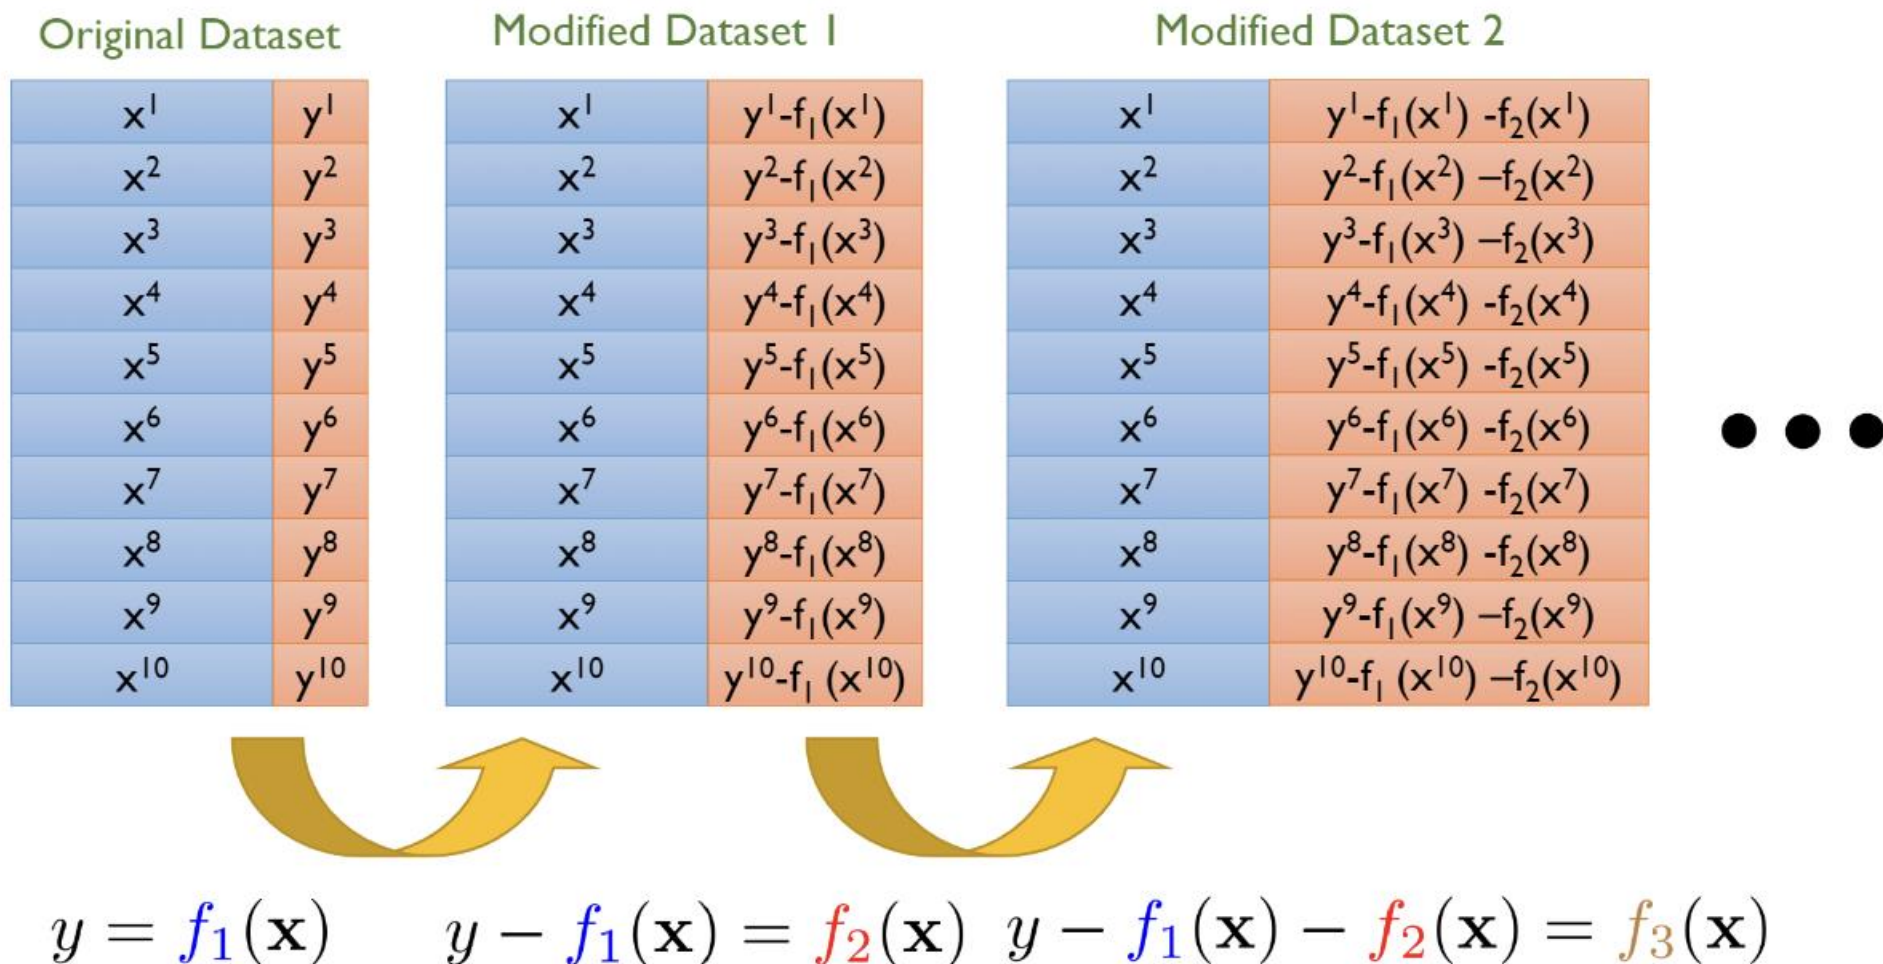 Original Dataset
x¹ y¹
x² y²
x³ y³
x⁴ y⁴
x⁵ y⁵
x⁶ y⁶
x⁷ y⁷
x⁸ y⁸
x⁹ y⁹
x¹⁰ y¹⁰
Modified Dataset 1
x¹ y¹-f₁(x¹)
x² y²-f₁(x²)
x³ y³-f₁(x³)
x⁴ y⁴-f₁(x⁴)
x⁵ y⁵-f₁(x⁵)
x⁶ y⁶-f₁(x⁶)
x⁷ y⁷-f₁(x⁷)
x⁸ y⁸-f₁(x⁸)
x⁹ y⁹-f₁(x⁹)
x¹⁰ y¹⁰-f₁ (x¹⁰)
Modified Dataset 2
x¹ y¹-f₁(x¹) -f₂(x¹)
x² y²-f₁(x²) –f₂(x²)
x³ y³-f₁(x³) –f₂(x³)
x⁴ y⁴-f₁(x⁴) -f₂(x⁴)
x⁵ y⁵-f₁(x⁵) -f₂(x⁵)
x⁶ y⁶-f₁(x⁶) -f₂(x⁶)
x⁷ y⁷-f₁(x⁷) -f₂(x⁷)
x⁸ y⁸-f₁(x⁸) -f₂(x⁸)
x⁹ y⁹-f₁(x⁹) –f₂(x⁹)
x¹⁰ y¹⁰-f₁ (x¹⁰) –f₂(x¹⁰)
y = f₁(x)
y − f₁(x) = f₂(x)
y − f₁(x) − f₂(x) = f₃(x)